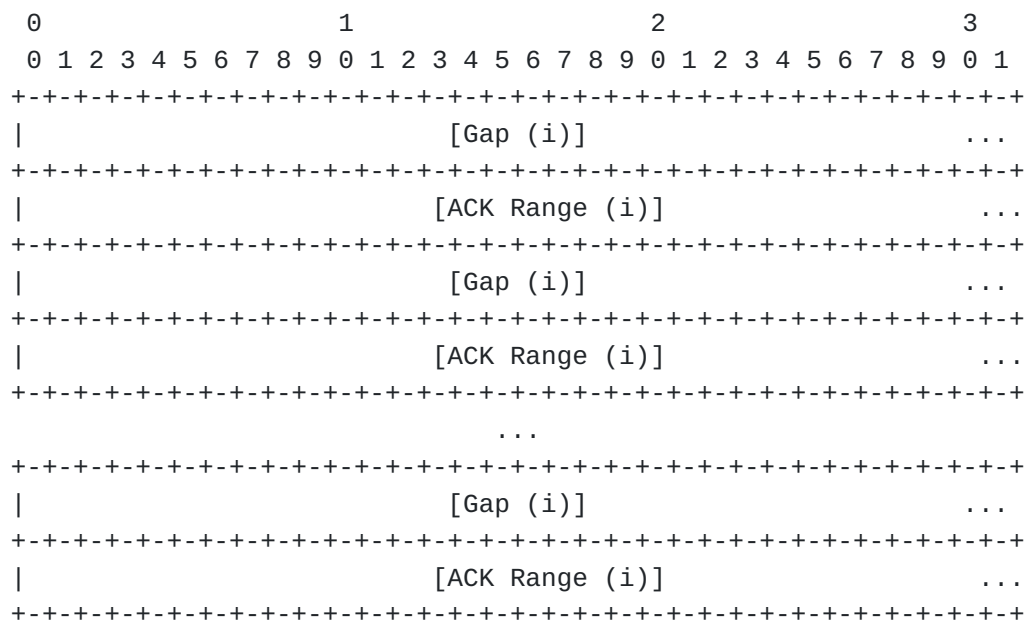 0                   1                   2                   3
 0 1 2 3 4 5 6 7 8 9 0 1 2 3 4 5 6 7 8 9 0 1 2 3 4 5 6 7 8 9 0 1
+-+-+-+-+-+-+-+-+-+-+-+-+-+-+-+-+-+-+-+-+-+-+-+-+-+-+-+-+-+-+-+-+
|                           [Gap (i)]                        ...
+-+-+-+-+-+-+-+-+-+-+-+-+-+-+-+-+-+-+-+-+-+-+-+-+-+-+-+-+-+-+-+-+
|                          [ACK Range (i)]                    ...
+-+-+-+-+-+-+-+-+-+-+-+-+-+-+-+-+-+-+-+-+-+-+-+-+-+-+-+-+-+-+-+-+
|                           [Gap (i)]                        ...
+-+-+-+-+-+-+-+-+-+-+-+-+-+-+-+-+-+-+-+-+-+-+-+-+-+-+-+-+-+-+-+-+
|                          [ACK Range (i)]                    ...
+-+-+-+-+-+-+-+-+-+-+-+-+-+-+-+-+-+-+-+-+-+-+-+-+-+-+-+-+-+-+-+-+
                               ...
+-+-+-+-+-+-+-+-+-+-+-+-+-+-+-+-+-+-+-+-+-+-+-+-+-+-+-+-+-+-+-+-+
|                           [Gap (i)]                        ...
+-+-+-+-+-+-+-+-+-+-+-+-+-+-+-+-+-+-+-+-+-+-+-+-+-+-+-+-+-+-+-+-+
|                          [ACK Range (i)]                    ...
+-+-+-+-+-+-+-+-+-+-+-+-+-+-+-+-+-+-+-+-+-+-+-+-+-+-+-+-+-+-+-+-+